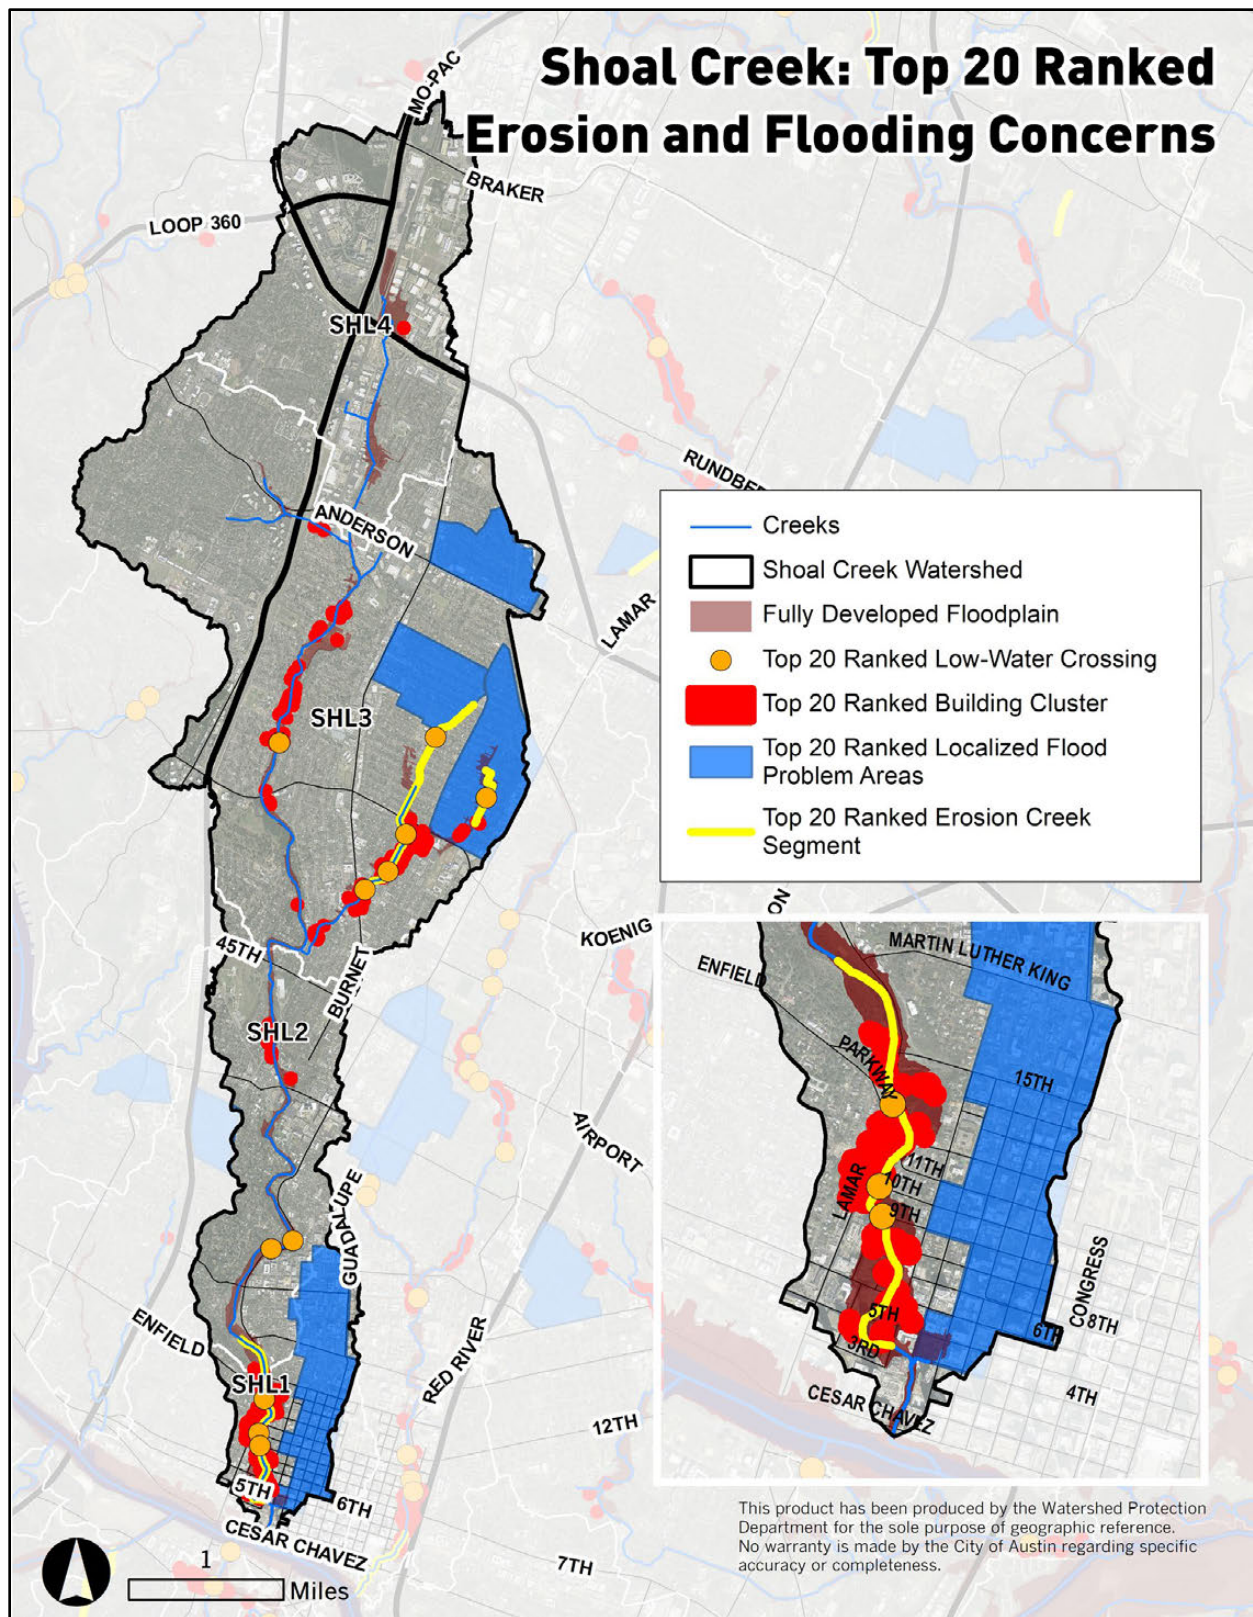 Shoal Creek: Top 20 Ranked
Erosion and Flooding Concerns
MO-PAC
BRAKER
LOOP 360
SHL4
RUNDBE
ANDERSON
LAMAR
SHL3
Creeks
Shoal Creek Watershed
Fully Developed Floodplain
Top 20 Ranked Low-Water Crossing
Top 20 Ranked Building Cluster
Top 20 Ranked Localized Flood
Problem Areas
Top 20 Ranked Erosion Creek
Segment
45TH
BURNET
KOENIG
ON
SHL2
AIRPORT
GUADALUPE
ENFIELD
SHL1
RED RIVER
12TH
5TH
6TH
CESAR CHAVEZ
7TH
MARTIN LUTHER KING
ENFIELD
PARKWAY
15TH
11TH
10TH
LAMAR
9TH
CONGRESS
8TH
5TH
6TH
3RD
4TH
CESAR CHAVEZ
This product has been produced by the Watershed Protection
Department for the sole purpose of geographic reference.
No warranty is made by the City of Austin regarding specific
accuracy or completeness.
1
Miles